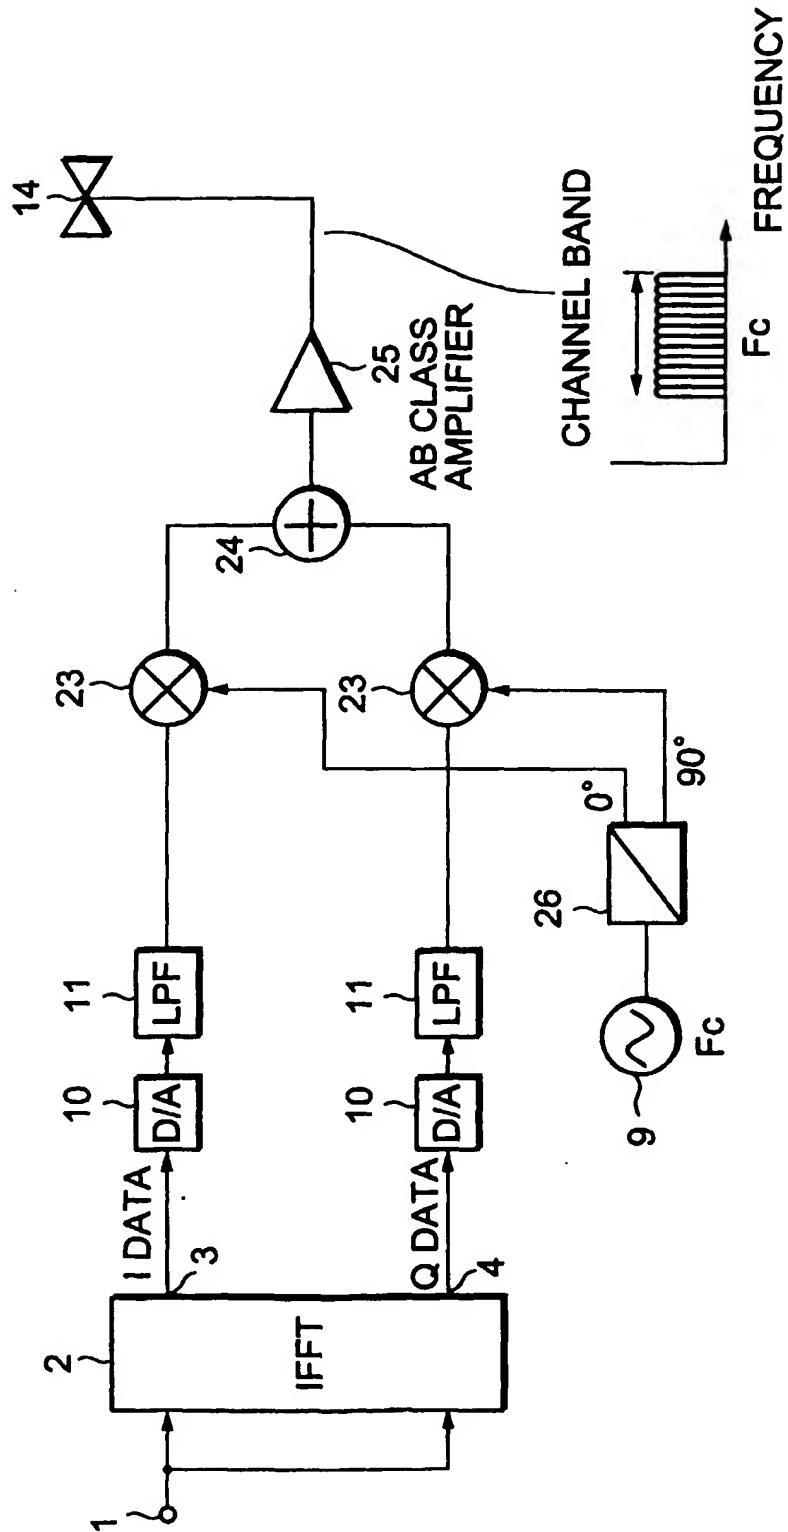 1
2
IFFT
3
I DATA
4
Q DATA
10
D/A
10
D/A
11
LPF
11
LPF
9
Fc
26
0°
90°
23
23
24
25
AB CLASS
AMPLIFIER
14
CHANNEL BAND
Fc
FREQUENCY